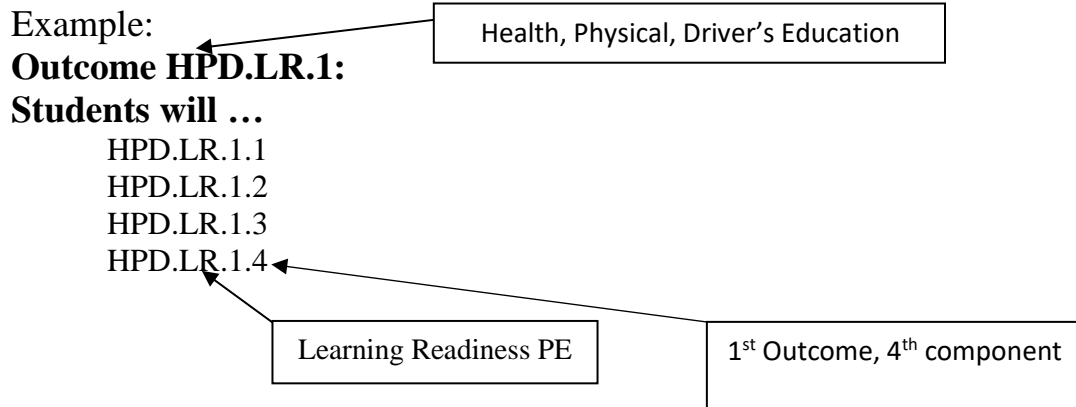 Example:
Health, Physical, Driver's Education
Outcome HPD.LR.1:
Students will …
HPD.LR.1.1
HPD.LR.1.2
HPD.LR.1.3
HPD.LR.1.4
Learning Readiness PE
1st Outcome, 4th component